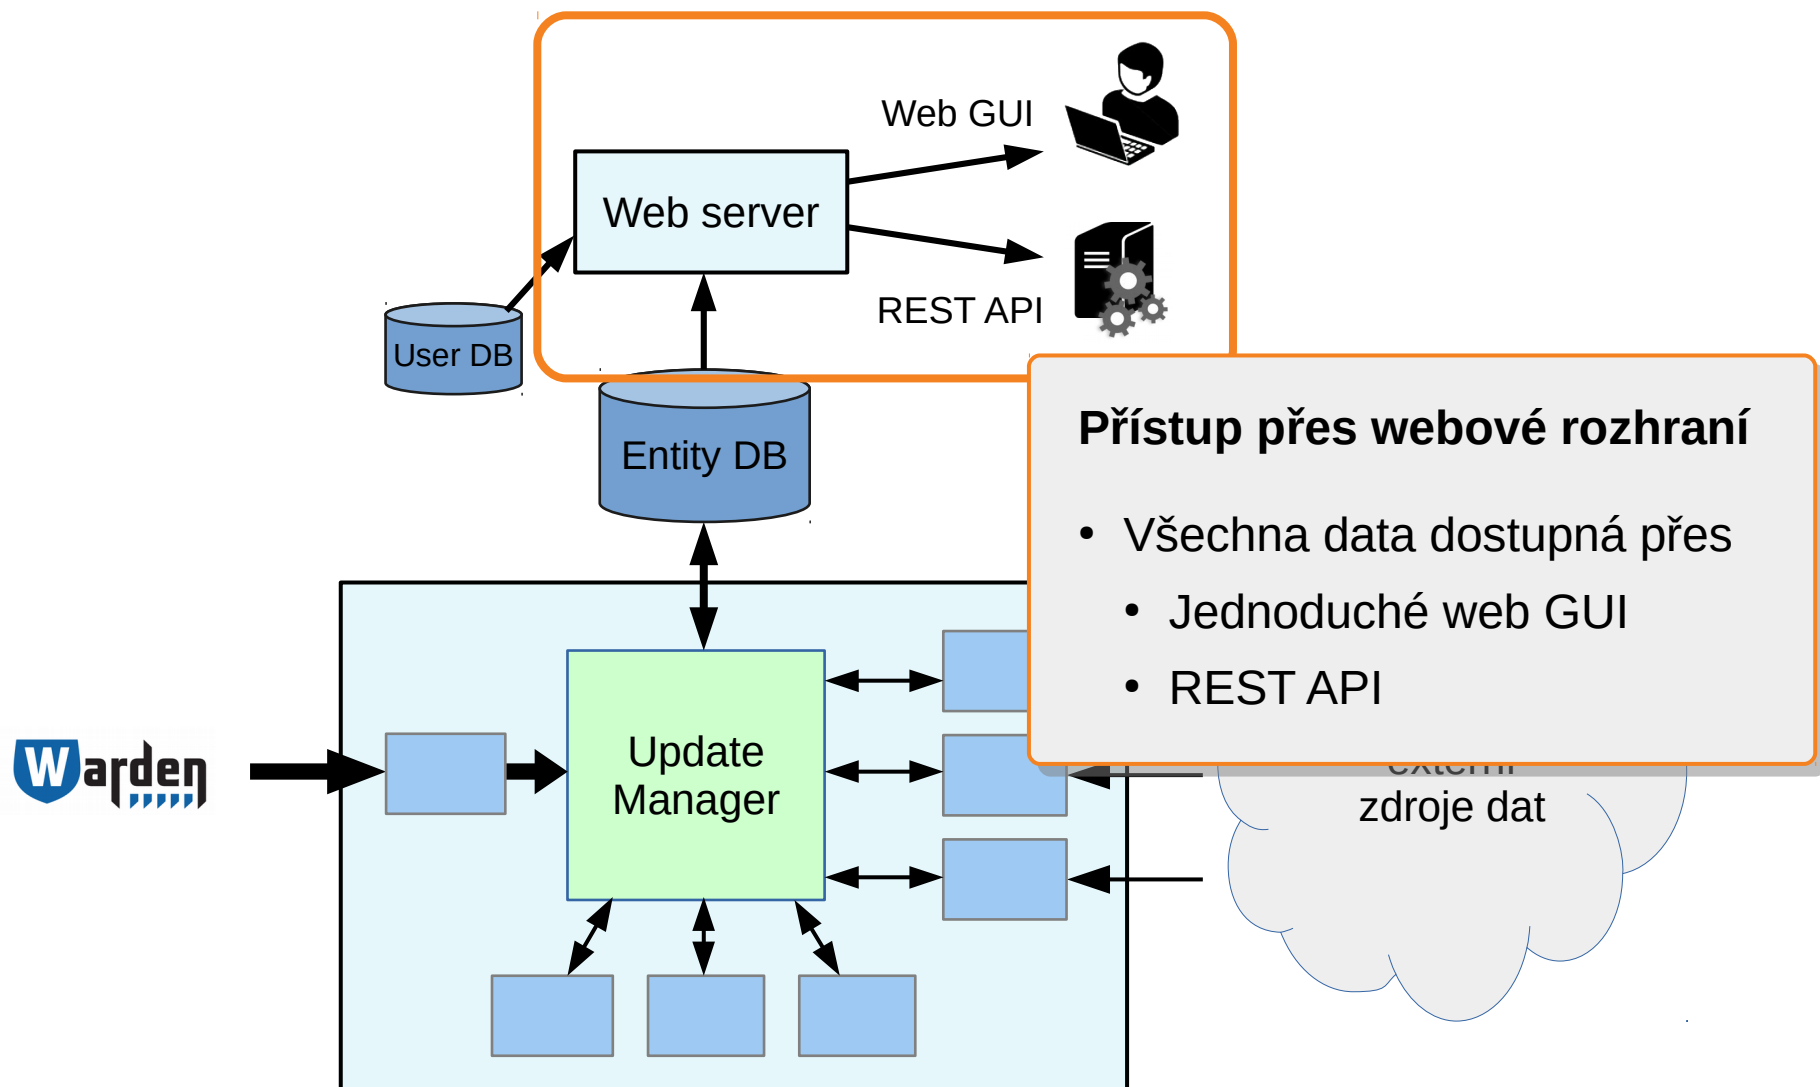 Web GUI
Web server
REST API
User DB
Entity DB
Přístup přes webové rozhraní
• Všechna data dostupná přes
• Jednoduché web GUI
• REST API
Warden
Update
Manager
externí
zdroje dat